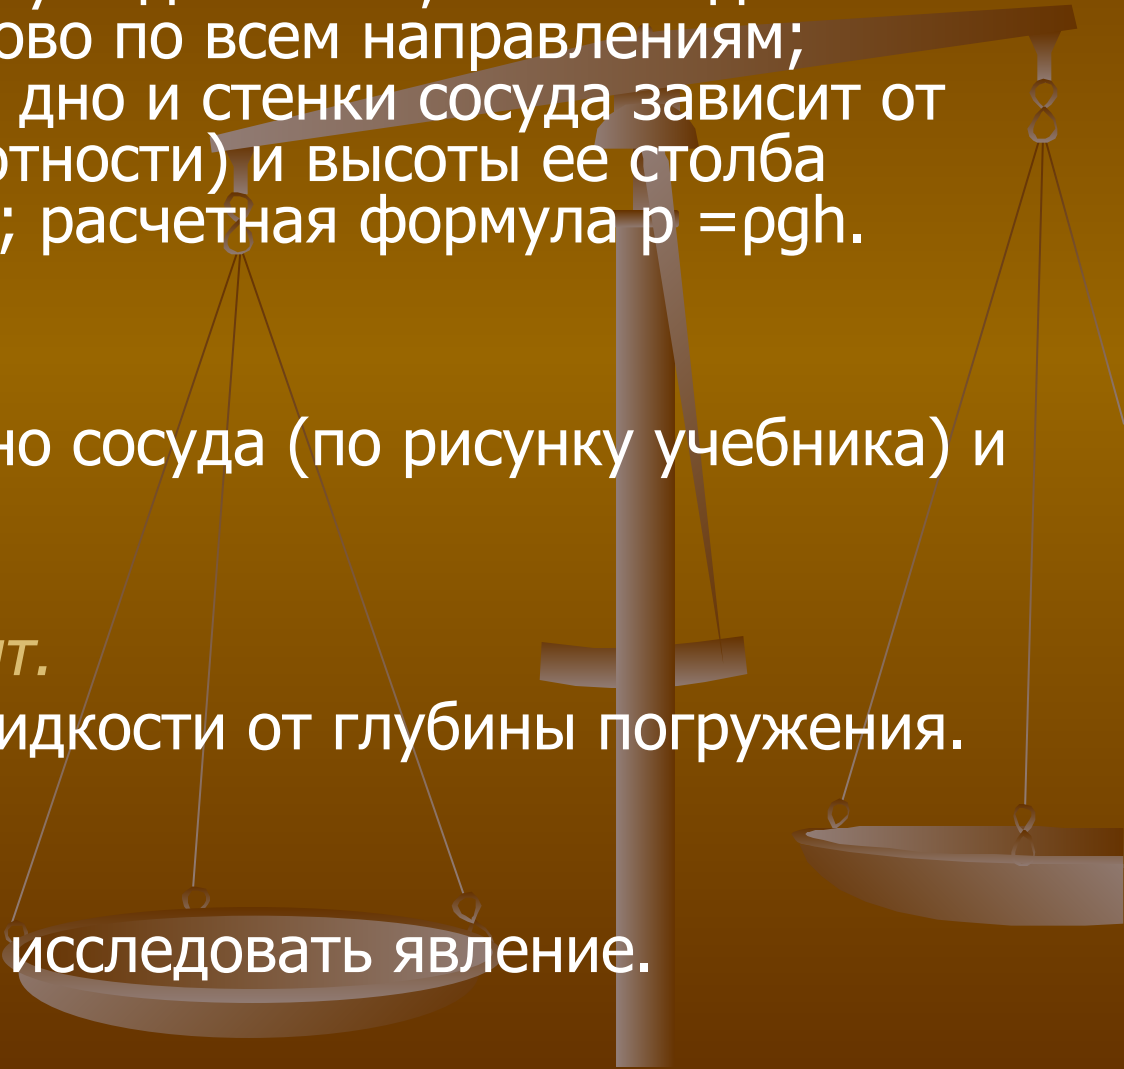 ово по всем направлениям;
дно и стенки сосуда зависит от
отности) и высоты ее столба
; расчетная формула p =ρgh.
но сосуда (по рисунку учебника) и
ит.
идкости от глубины погружения.
исследовать явление.